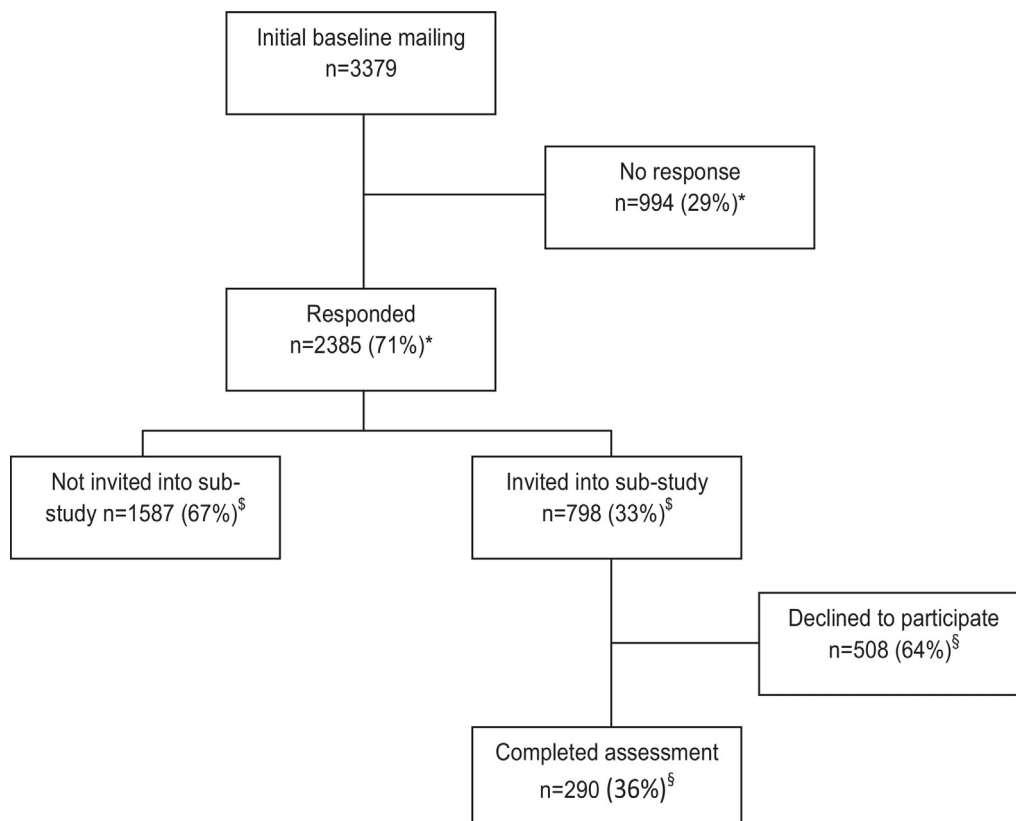 Initial baseline mailing
n=3379
No response
n=994 (29%)*
Responded
n=2385 (71%)*
Not invited into sub-
study n=1587 (67%)$
Invited into sub-study
n=798 (33%)$
Declined to participate
n=508 (64%)§
Completed assessment
n=290 (36%)§